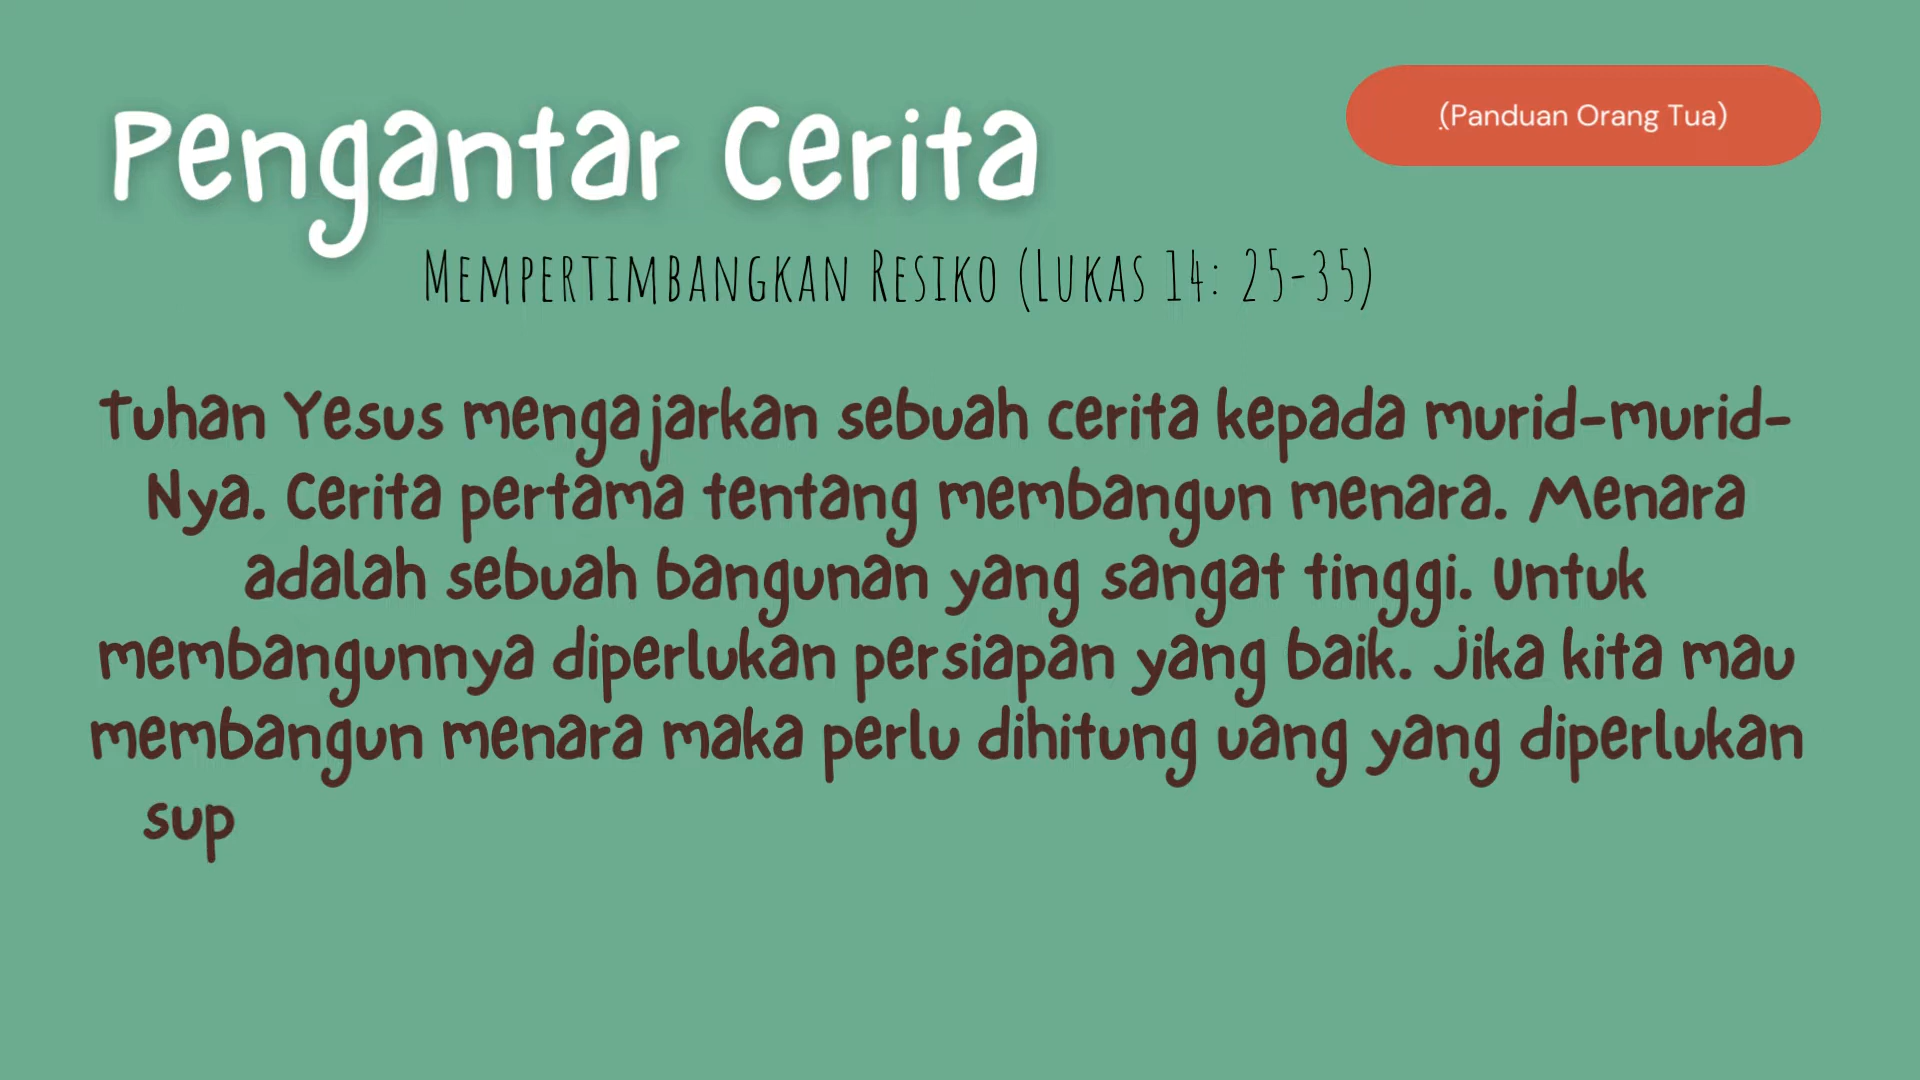 Pengantar Cerita
(Panduan Orang Tua)
Mempertimbangkan Resiko (Lukas 14: 25-35)
Tuhan Yesus mengajarkan sebuah cerita kepada murid-murid-
Nya. Cerita pertama tentang membangun menara. Menara
adalah sebuah bangunan yang sangat tinggi. Untuk
membangunnya diperlukan persiapan yang baik. Jika kita mau
membangun menara maka perlu dihitung uang yang diperlukan
sup